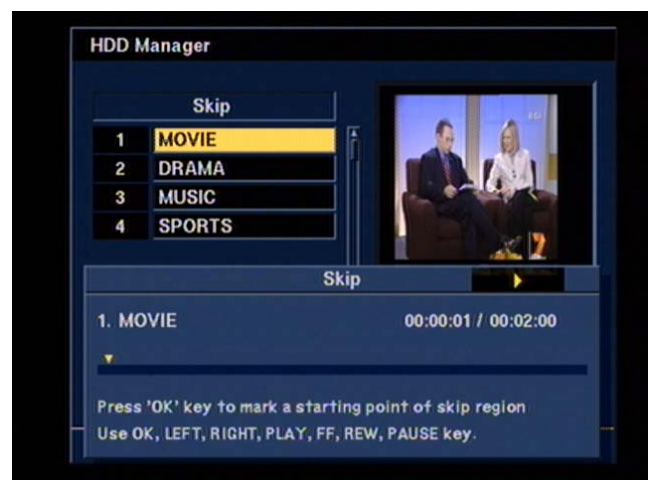 HDD Manager
Skip
1 MOVIE
2 DRAMA
3 MUSIC
4 SPORTS
Skip
1. MOVIE 00:00:01 / 00:02:00
Press 'OK' key to mark a starting point of skip region
Use OK, LEFT, RIGHT, PLAY, FF, REW, PAUSE key.